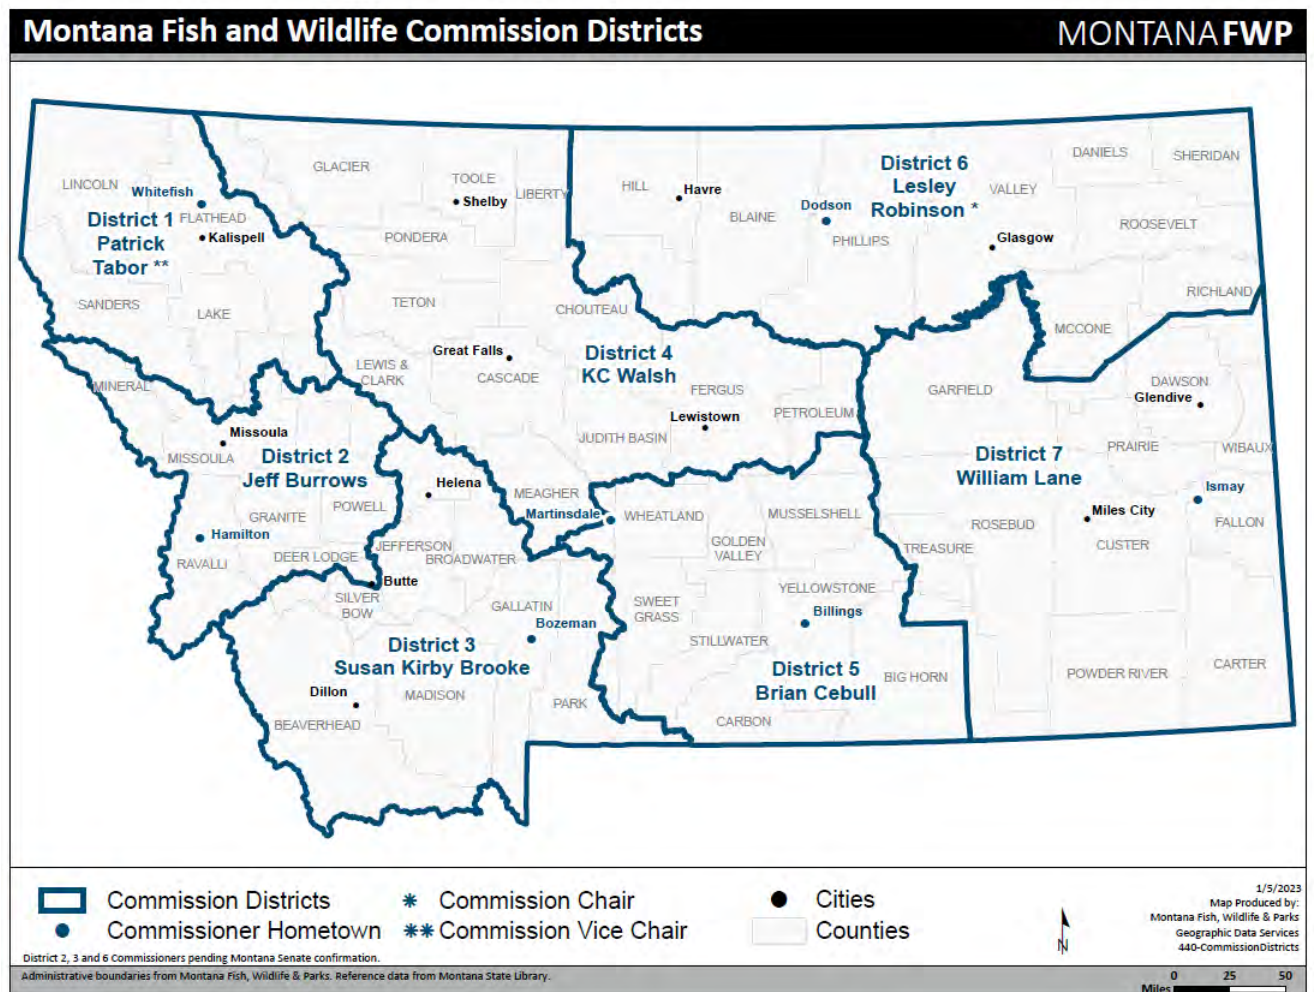 Montana Fish and Wildlife Commission Districts
MONTANA FWP
GLACIER
TOOLE
LIBERTY
HILL
Havre
District 6
Lesley
Robinson *
DANIELS
SHERIDAN
LINCOLN
Whitefish
Shelby
BLAINE
Dodson
VALLEY
District 1
Patrick
Tabor **
FLATHEAD
Kalispell
PONDERA
PHILLIPS
Glasgow
ROOSEVELT
SANDERS
LAKE
TETON
CHOUTEAU
RICHLAND
MCCONE
Great Falls
District 4
KC Walsh
LEWIS &
CLARK
CASCADE
FERGUS
GARFIELD
DAWSON
Glendive
MINERAL
Lewistown
PETROLEUM
Missoula
JUDITH BASIN
MISSOULA
District 2
Jeff Burrows
District 7
William Lane
PRAIRIE
WIBAUX
Helena
MEAGHER
Ismay
POWELL
GRANITE
Martinsdale
WHEATLAND
MUSSELSHELL
Miles City
ROSEBUD
FALLON
Hamilton
RAVALLI
DEER LODGE
JEFFERSON
BROADWATER
GOLDEN
VALLEY
TREASURE
CUSTER
Butte
SILVER
BOW
GALLATIN
Bozeman
SWEET
GRASS
YELLOWSTONE
Billings
District 3
Susan Kirby Brooke
STILLWATER
District 5
Brian Cebull
BIG HORN
POWDER RIVER
CARTER
Dillon
MADISON
BEAVERHEAD
PARK
CARBON
Commission Districts
Commissioner Hometown
* Commission Chair
** Commission Vice Chair
Cities
Counties
N
1/5/2023
Map Produced by:
Montana Fish, Wildlife & Parks
Geographic Data Services
440-CommissionDistricts
District 2, 3 and 6 Commissioners pending Montana Senate confirmation.
Administrative boundaries from Montana Fish, Wildlife & Parks. Reference data from Montana State Library.
0 25 50
Miles